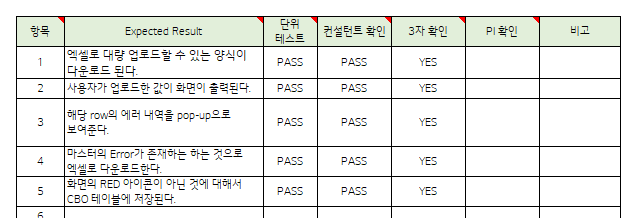 항목 Expected Result 단위 테스트 컨설턴트 확인 3자 확인 PI 확인 비고
1 엑셀로 대량 업로드할 수 있는 양식이 PASS PASS YES
다운로드 된다.
2 사용자가 업로드한 값이 화면이 출력된다. PASS PASS YES
3 해당 row의 에러 내역을 pop-up으로 PASS PASS YES
보여준다.
4 마스터의 Error가 존재하는 하는 것으로 PASS PASS YES
엑셀로 다운로드한다.
5 화면의 RED 아이콘이 아닌 것에 대해서 PASS PASS YES
CBO 테이블에 저장된다.
6